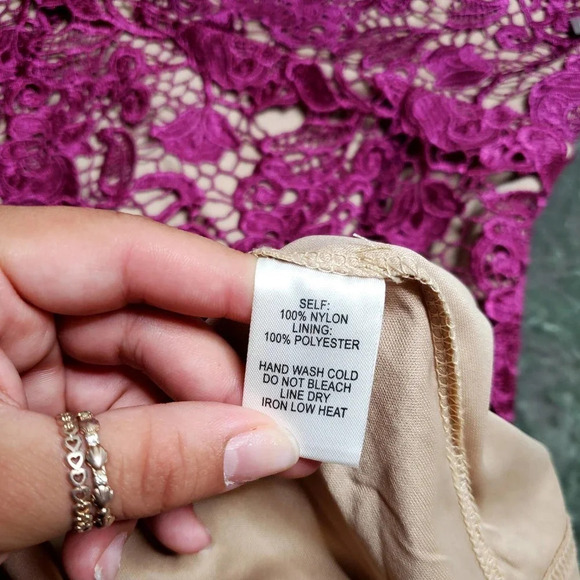 SELF:
100% NYLON
LINING:
100% POLYESTER
HAND WASH COLD
DO NOT BLEACH
LINE DRY
IRON LOW HEAT